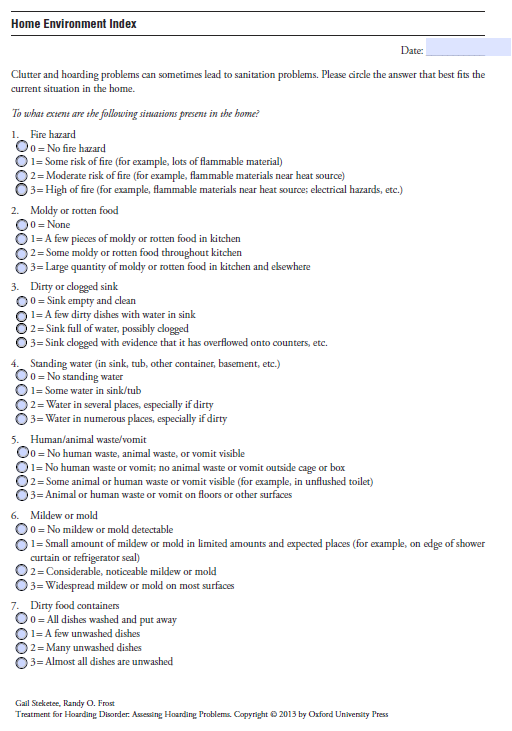 Home Environment Index
Date:
Clutter and hoarding problems can sometimes lead to sanitation problems. Please circle the answer that best fits the
current situation in the home.
To what extent are the following situations present in the home?
1. Fire hazard
0 = No fire hazard
1= Some risk of fire (for example, lots of flammable material)
2 = Moderate risk of fire (for example, flammable materials near heat source)
3= High of fire (for example, flammable materials near heat source; electrical hazards, etc.)
2. Moldy or rotten food
0 = None
1= A few pieces of moldy or rotten food in kitchen
2 = Some moldy or rotten food throughout kitchen
3= Large quantity of moldy or rotten food in kitchen and elsewhere
3. Dirty or clogged sink
0 = Sink empty and clean
1= A few dirty dishes with water in sink
2 = Sink full of water, possibly clogged
3= Sink clogged with evidence that it has overflowed onto counters, etc.
4. Standing water (in sink, tub, other container, basement, etc.)
0 = No standing water
1= Some water in sink/tub
2 = Water in several places, especially if dirty
3= Water in numerous places, especially if dirty
5. Human/animal waste/vomit
0 = No human waste, animal waste, or vomit visible
1= No human waste or vomit; no animal waste or vomit outside cage or box
2 = Some animal or human waste or vomit visible (for example, in unflushed toilet)
3= Animal or human waste or vomit on floors or other surfaces
6. Mildew or mold
0 = No mildew or mold detectable
1= Small amount of mildew or mold in limited amounts and expected places (for example, on edge of shower
curtain or refrigerator seal)
2 = Considerable, noticeable mildew or mold
3= Widespread mildew or mold on most surfaces
7. Dirty food containers
0 = All dishes washed and put away
1= A few unwashed dishes
2 = Many unwashed dishes
3= Almost all dishes are unwashed
Gail Steketee, Randy O. Frost
Treatment for Hoarding Disorder: Assessing Hoarding Problems. Copyright © 2013 by Oxford University Press